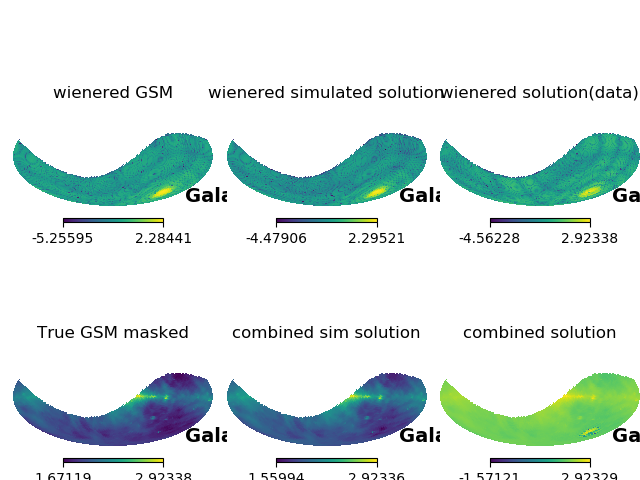 wienered GSM wienered simulated solution wienered solution(data)
Gala Gala Ga
-5.25595 2.28441 -4.47906 2.29521 -4.56228 2.92338
True GSM masked combined sim solution combined solution
Gala Gala Ga
1.67119 2.92338 1.55994 2.92336 -1.57121 2.92329